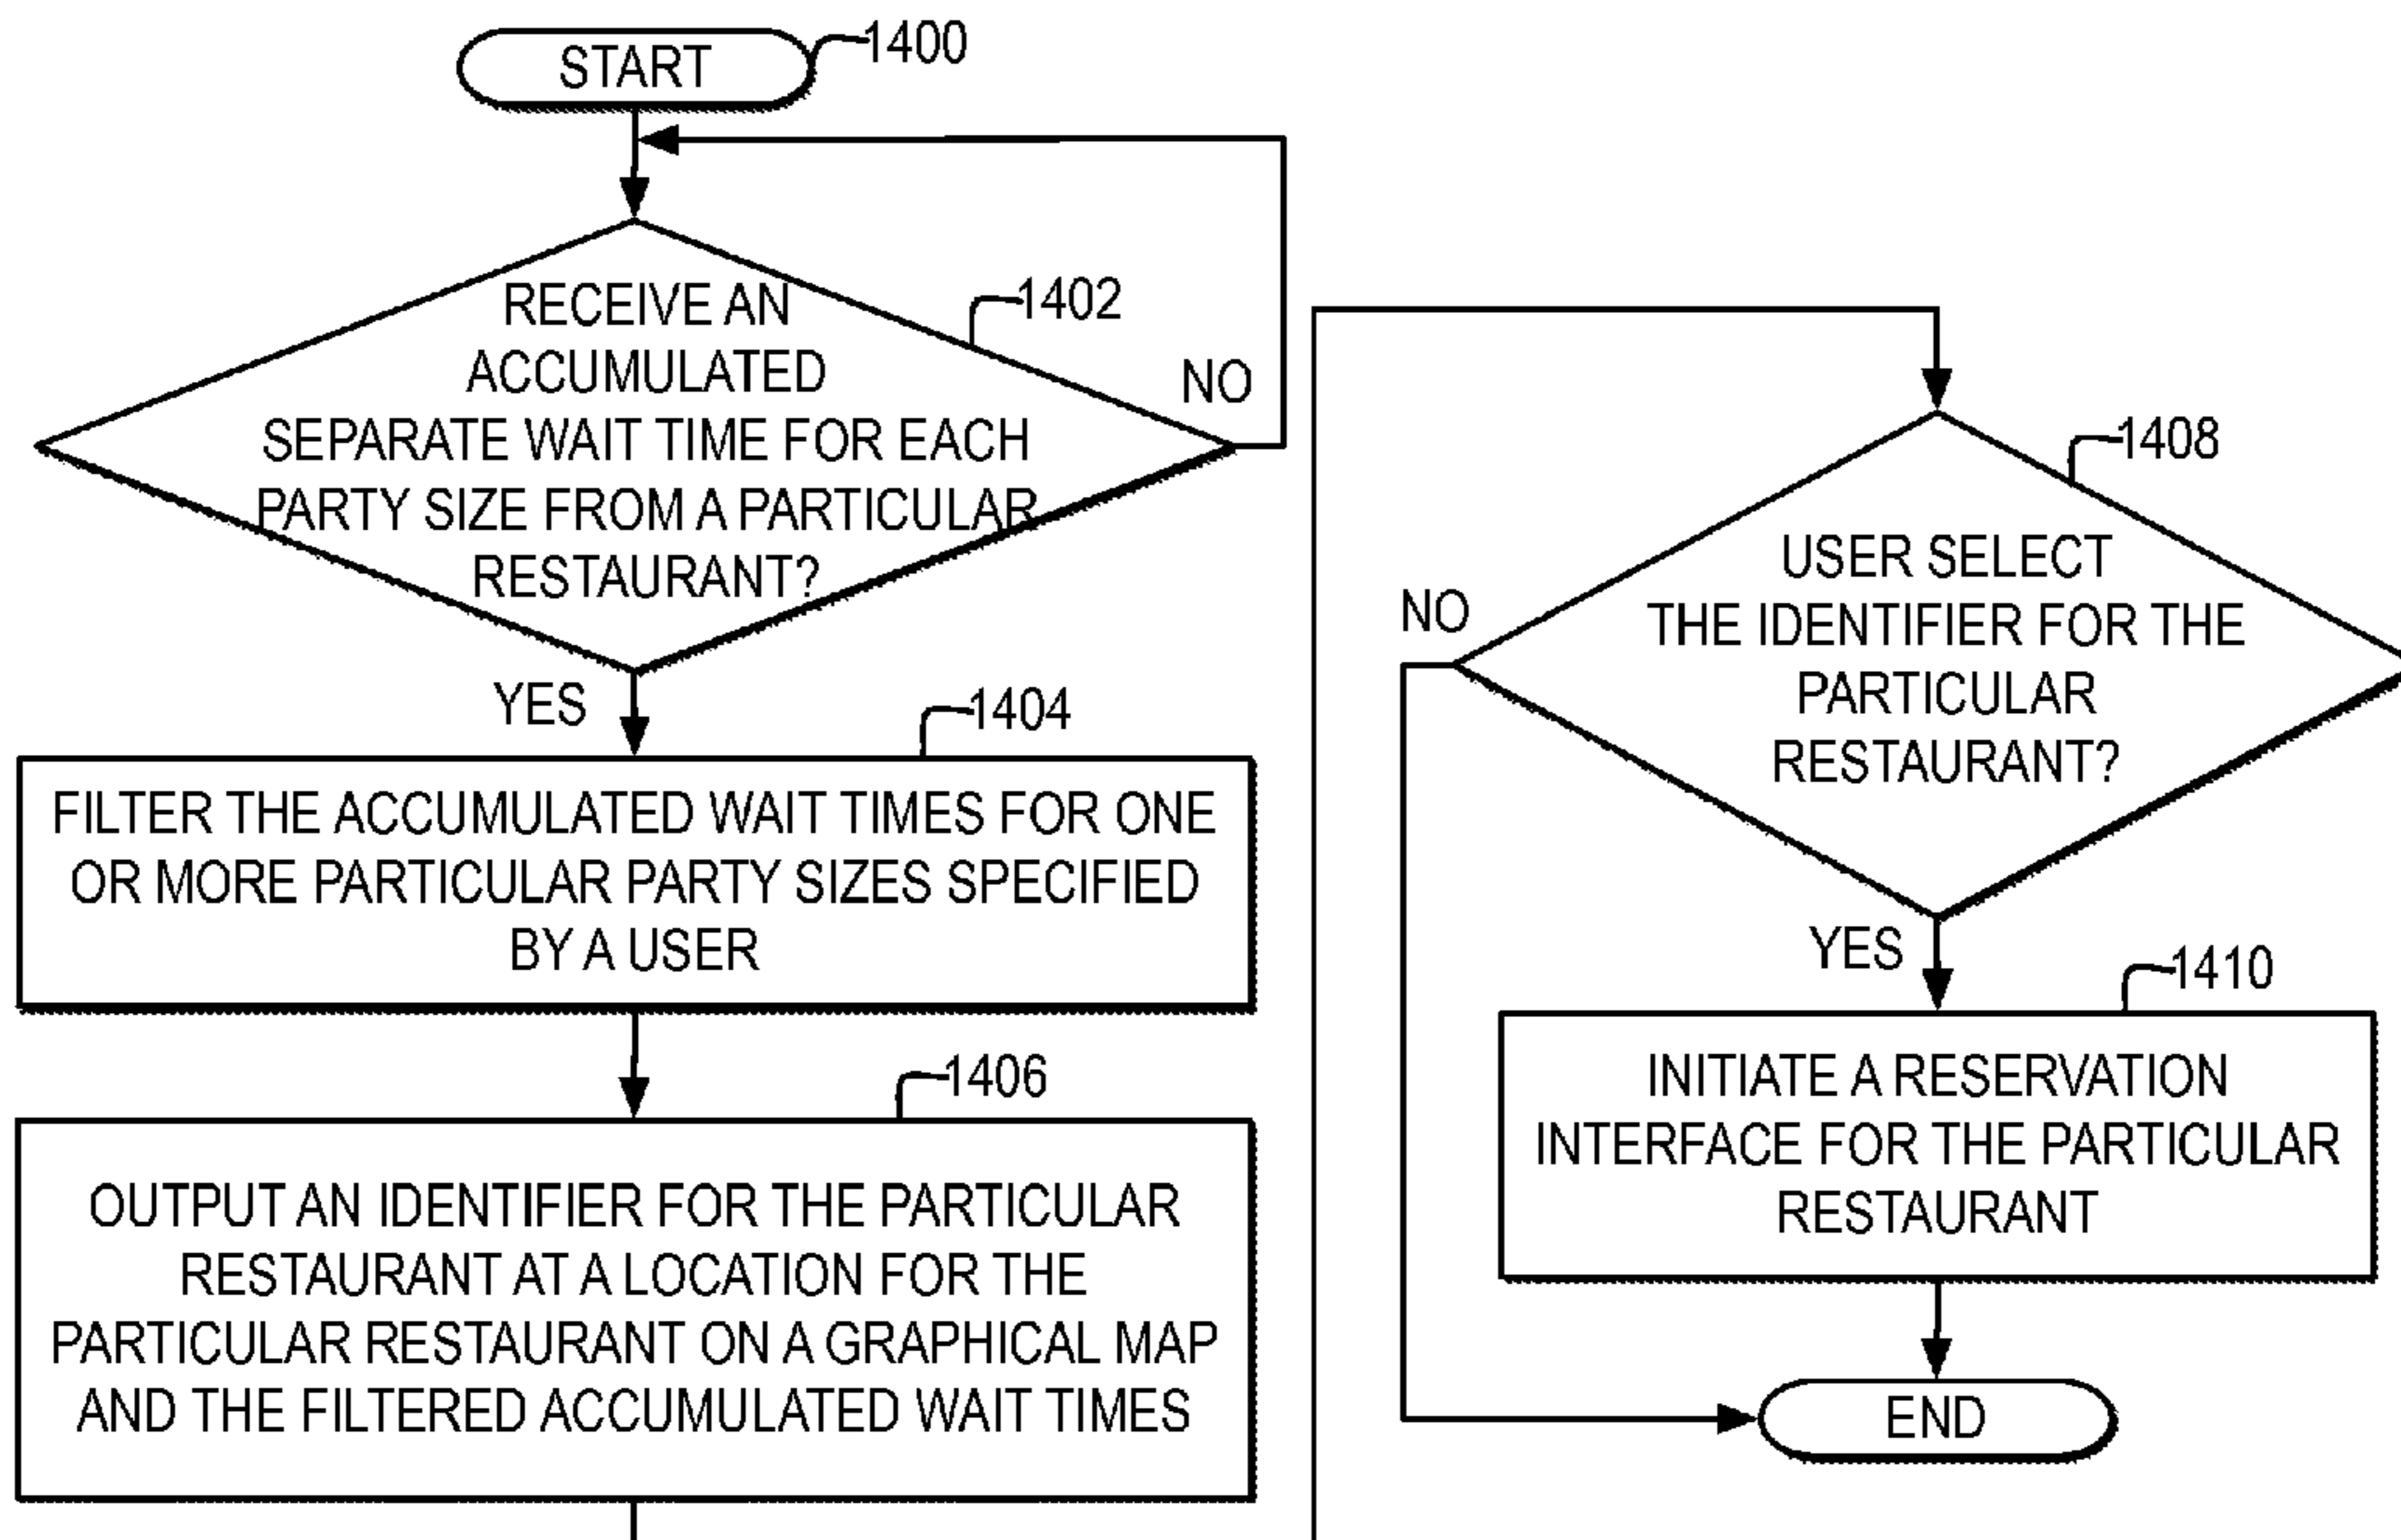 START
1400
RECEIVE AN
ACCUMULATED
SEPARATE WAIT TIME FOR EACH
PARTY SIZE FROM A PARTICULAR
RESTAURANT?
1402
NO
YES
1404
FILTER THE ACCUMULATED WAIT TIMES FOR ONE
OR MORE PARTICULAR PARTY SIZES SPECIFIED
BY A USER
1406
OUTPUT AN IDENTIFIER FOR THE PARTICULAR
RESTAURANT AT A LOCATION FOR THE
PARTICULAR RESTAURANT ON A GRAPHICAL MAP
AND THE FILTERED ACCUMULATED WAIT TIMES
1408
USER SELECT
THE IDENTIFIER FOR THE
PARTICULAR
RESTAURANT?
NO
YES
1410
INITIATE A RESERVATION
INTERFACE FOR THE PARTICULAR
RESTAURANT
END